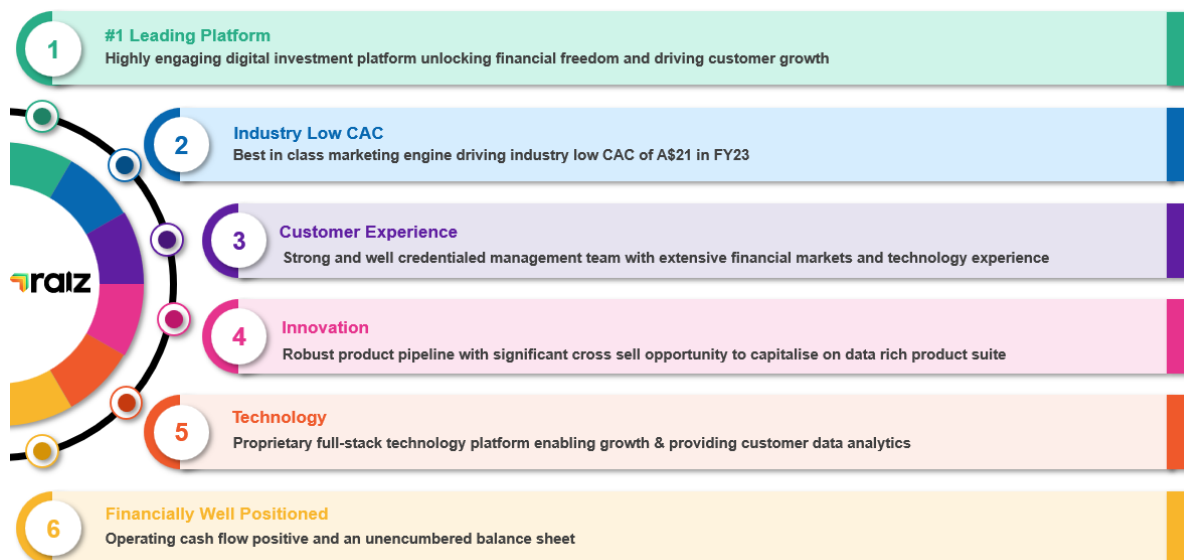 1
#1 Leading Platform
Highly engaging digital investment platform unlocking financial freedom and driving customer growth
2
Industry Low CAC
Best in class marketing engine driving industry low CAC of A$21 in FY23
3
Customer Experience
Strong and well credentialed management team with extensive financial markets and technology experience
raiz
4
Innovation
Robust product pipeline with significant cross sell opportunity to capitalise on data rich product suite
5
Technology
Proprietary full-stack technology platform enabling growth & providing customer data analytics
6
Financially Well Positioned
Operating cash flow positive and an unencumbered balance sheet